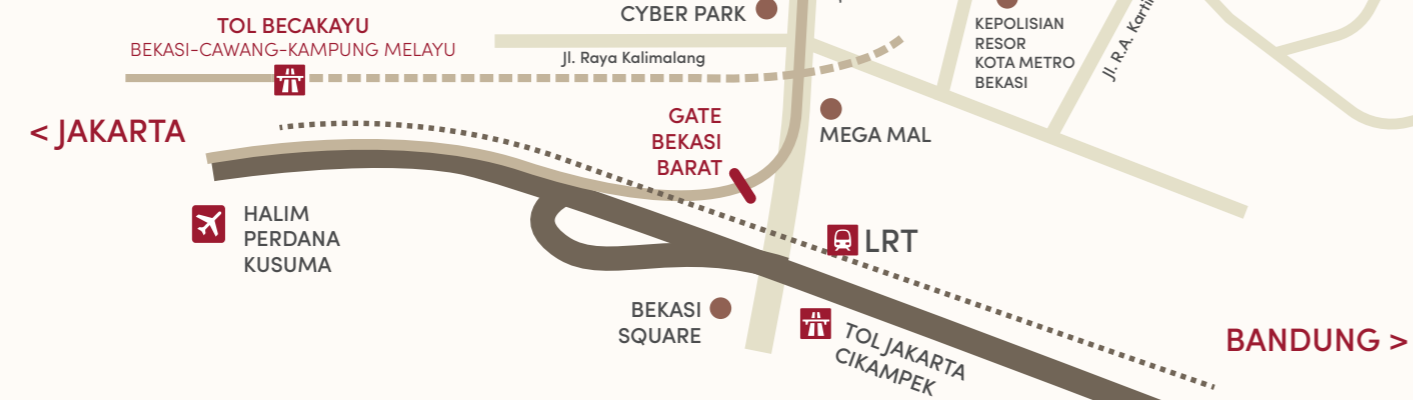 CYBER PARK
TOL BECAKAYU
BEKASI-CAWANG-KAMPUNG MELAYU
Jl. Raya Kalimalang
KEPOLISIAN
RESOR
KOTA METRO
BEKASI
< JAKARTA
GATE
BEKASI
BARAT
MEGA MAL
HALIM
PERDANA
KUSUMA
LRT
BEKASI
SQUARE
TOL JAKARTA
CIKAMPEK
BANDUNG >
Jl. R.A.